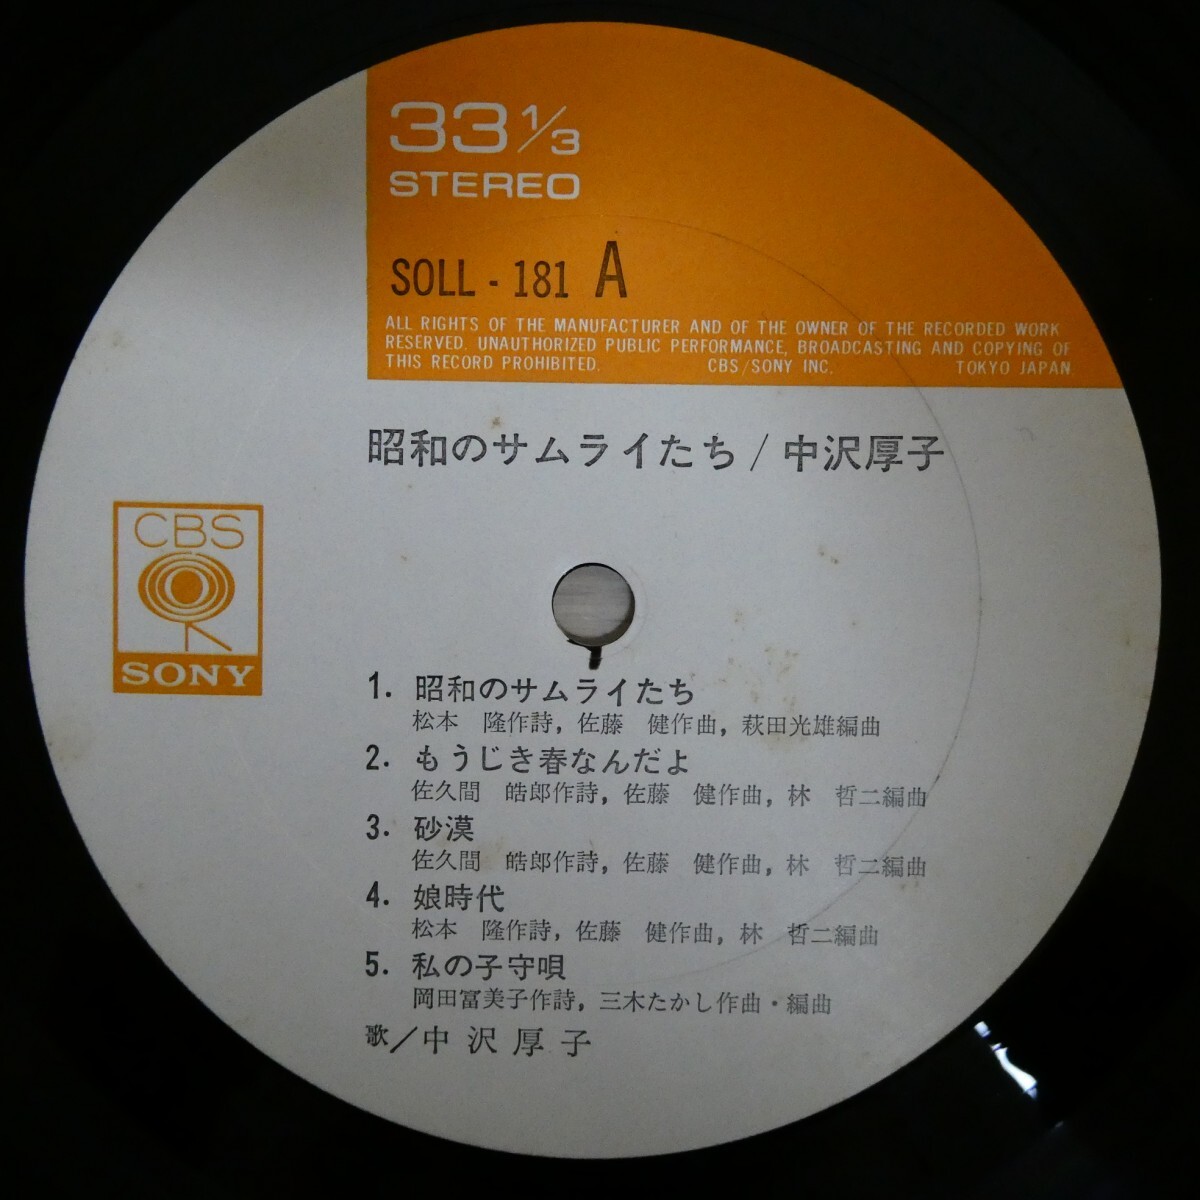 33 1/3
STEREO
SOLL - 181 A
ALL RIGHTS OF THE MANUFACTURER AND OF THE OWNER OF THE RECORDED WORK
RESERVED. UNAUTHORIZED PUBLIC PERFORMANCE, BROADCASTING AND COPYING OF
THIS RECORD PROHIBITED. CBS/SONY INC. TOKYO JAPAN.
昭和のサムライたち/中沢厚子
CBS
SONY
1. 昭和のサムライたち
松本 隆作詩, 佐藤 健作曲, 萩田光雄編曲
2. もうじき春なんだよ
佐久間 皓郎作詩, 佐藤 健作曲, 林 哲二編曲
3. 砂漠
佐久間 皓郎作詩, 佐藤 健作曲, 林 哲二編曲
4. 娘時代
松本 隆作詩, 佐藤 健作曲, 林 哲二編曲
5. 私の子守唄
岡田冨美子作詩, 三木たかし作曲・編曲
歌/中沢厚子